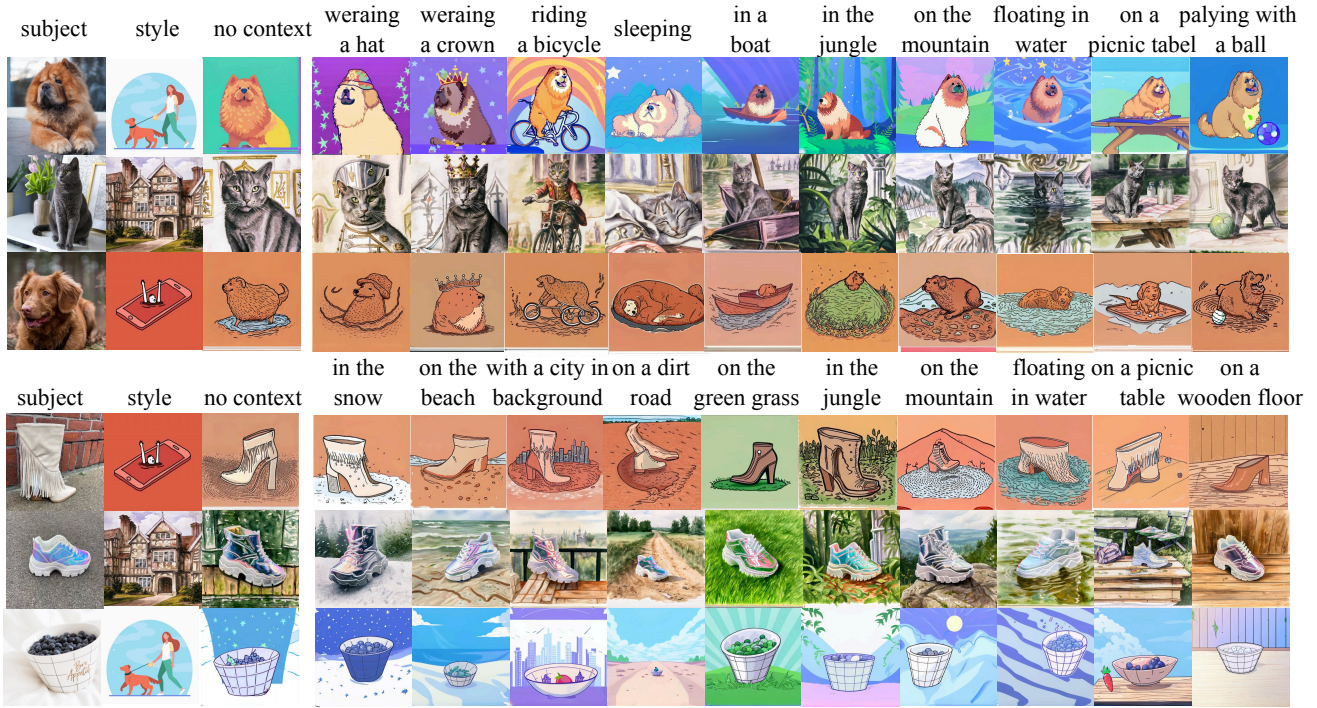 subject
style
no context
weraing
a hat
weraing
a crown
riding
a bicycle
sleeping
in a
boat
in the
jungle
on the
mountain
floating in
water
on a
picnic tabel
palying with
a ball
subject
style
no context
in the
snow
on the
beach
with a city in
background
on a dirt
road
on the
green grass
in the
jungle
on the
mountain
floating
in water
on a picnic
table
on a
wooden floor